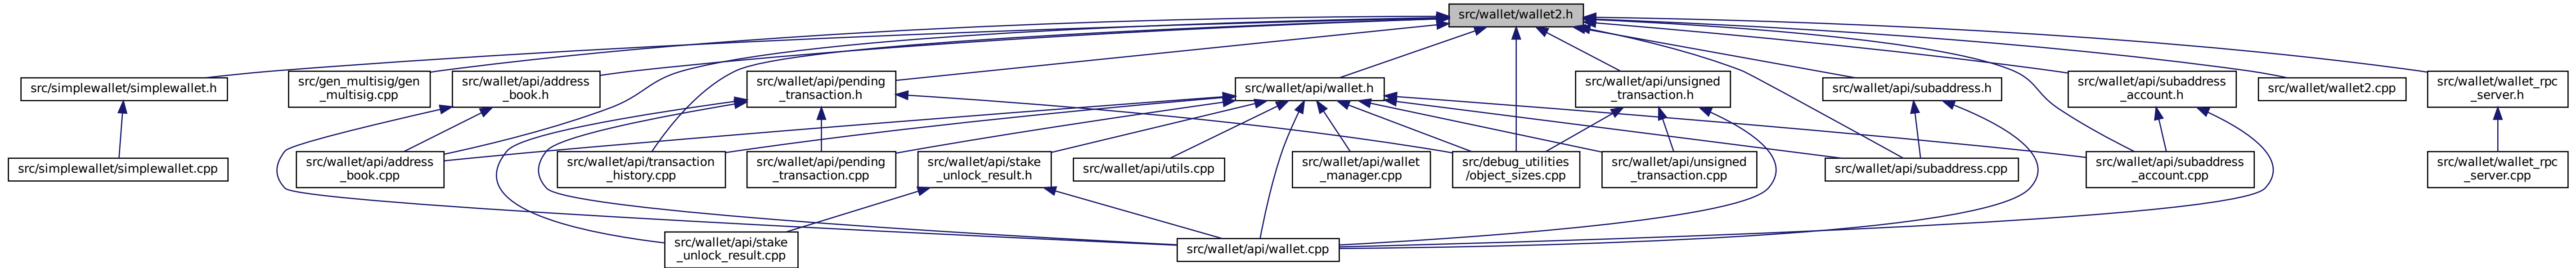 src/wallet/wallet2.h
src/simplewallet/simplewallet.h
src/gen_multisig/gen
_multisig.cpp
src/wallet/api/address
_book.h
src/wallet/api/pending
_transaction.h
src/wallet/api/wallet.h
src/wallet/api/unsigned
_transaction.h
src/wallet/api/subaddress.h
src/wallet/api/subaddress
_account.h
src/wallet/wallet2.cpp
src/wallet/wallet_rpc
_server.h
src/simplewallet/simplewallet.cpp
src/wallet/api/address
_book.cpp
src/wallet/api/transaction
_history.cpp
src/wallet/api/pending
_transaction.cpp
src/wallet/api/stake
_unlock_result.h
src/wallet/api/utils.cpp
src/wallet/api/wallet
_manager.cpp
src/debug_utilities
/object_sizes.cpp
src/wallet/api/unsigned
_transaction.cpp
src/wallet/api/subaddress.cpp
src/wallet/api/subaddress
_account.cpp
src/wallet/wallet_rpc
_server.cpp
src/wallet/api/stake
_unlock_result.cpp
src/wallet/api/wallet.cpp